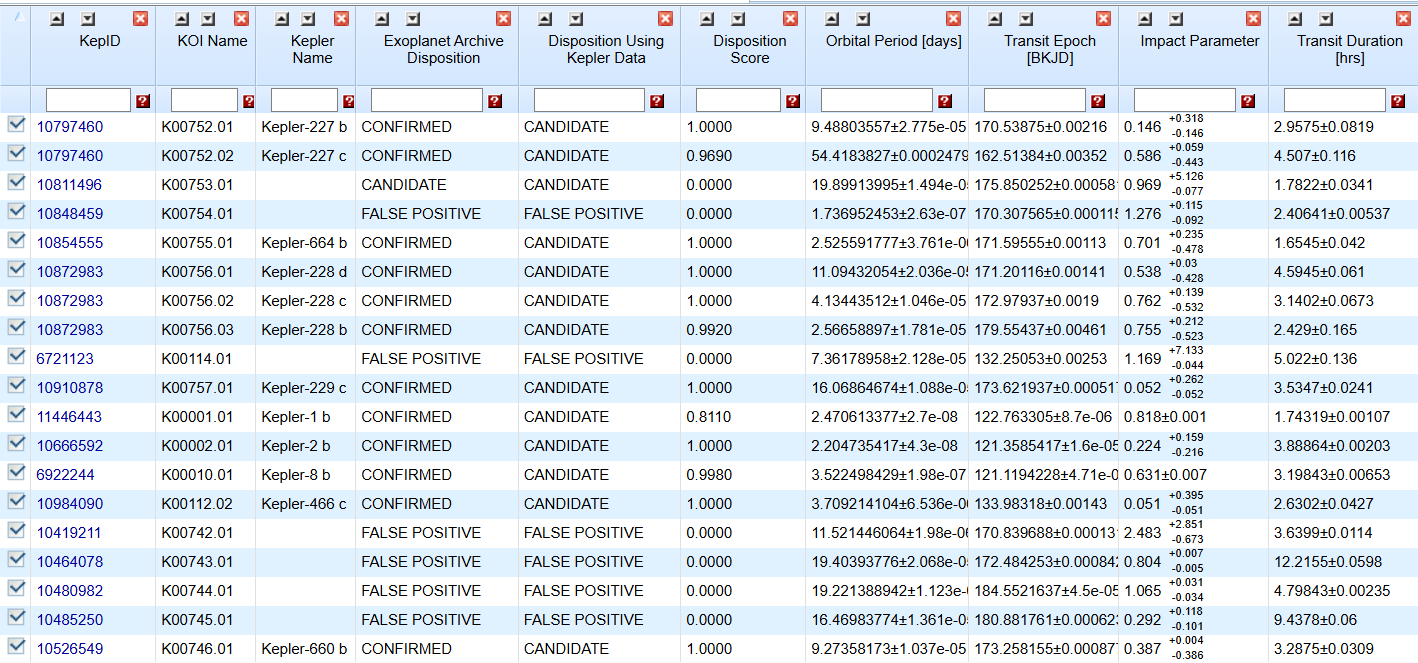 KepID KOI Name Kepler Name Exoplanet Archive Disposition Disposition Using Kepler Data Disposition Score Orbital Period [days] Transit Epoch [BKJD] Impact Parameter Transit Duration [hrs]
10797460 K00752.01 Kepler-227 b CONFIRMED CANDIDATE 1.0000 9.48803557±2.775e-05 170.53875±0.00216 0.146 +0.318 -0.146 2.9575±0.0819
10797460 K00752.02 Kepler-227 c CONFIRMED CANDIDATE 0.9690 54.4183827±0.0002479 162.51384±0.00352 0.586 +0.059 -0.443 4.507±0.116
10811496 K00753.01 CANDIDATE CANDIDATE 0.0000 19.89913995±1.494e-05 175.850252±0.000581 0.969 +5.126 -0.077 1.7822±0.0341
10848459 K00754.01 FALSE POSITIVE FALSE POSITIVE 0.0000 1.736952453±2.63e-07 170.307565±0.000115 1.276 +0.115 -0.092 2.40641±0.00537
10854555 K00755.01 Kepler-664 b CONFIRMED CANDIDATE 1.0000 2.525591777±3.761e-0 171.59555±0.00113 0.701 +0.235 -0.478 1.6545±0.042
10872983 K00756.01 Kepler-228 d CONFIRMED CANDIDATE 1.0000 11.09432054±2.036e-05 171.20116±0.00141 0.538 +0.03 -0.428 4.5945±0.061
10872983 K00756.02 Kepler-228 c CONFIRMED CANDIDATE 1.0000 4.13443512±1.046e-05 172.97937±0.0019 0.762 +0.139 -0.532 3.1402±0.0673
10872983 K00756.03 Kepler-228 b CONFIRMED CANDIDATE 0.9920 2.56658897±1.781e-05 179.55437±0.00461 0.755 +0.212 -0.523 2.429±0.165
6721123 K00114.01 FALSE POSITIVE FALSE POSITIVE 0.0000 7.36178958±2.128e-05 132.25053±0.00253 1.169 +7.133 -0.044 5.022±0.136
10910878 K00757.01 Kepler-229 c CONFIRMED CANDIDATE 1.0000 16.06864674±1.088e-05 173.621937±0.000517 0.052 +0.262 -0.052 3.5347±0.0241
11446443 K00001.01 Kepler-1 b CONFIRMED CANDIDATE 0.8110 2.470613377±2.7e-08 122.763305±8.7e-06 0.818±0.001 1.74319±0.00107
10666592 K00002.01 Kepler-2 b CONFIRMED CANDIDATE 1.0000 2.204735417±4.3e-08 121.3585417±1.6e-05 0.224 +0.159 -0.216 3.88864±0.00203
6922244 K00010.01 Kepler-8 b CONFIRMED CANDIDATE 0.9980 3.522498429±1.98e-07 121.1194228±4.71e-0 0.631±0.007 3.19843±0.00653
10984090 K00112.02 Kepler-466 c CONFIRMED CANDIDATE 1.0000 3.709214104±6.536e-0 133.98318±0.00143 0.051 +0.395 -0.051 2.6302±0.0427
10419211 K00742.01 FALSE POSITIVE FALSE POSITIVE 0.0000 11.521446064±1.98e-0 170.839688±0.00013 2.483 +2.851 -0.673 3.6399±0.0114
10464078 K00743.01 FALSE POSITIVE FALSE POSITIVE 0.0000 19.40393776±2.068e-05 172.484253±0.000842 0.804 +0.007 -0.005 12.2155±0.0598
10480982 K00744.01 FALSE POSITIVE FALSE POSITIVE 0.0000 19.221388942±1.123e- 184.5521637±4.5e-05 1.065 +0.031 -0.034 4.79843±0.00235
10485250 K00745.01 FALSE POSITIVE FALSE POSITIVE 0.0000 16.46983774±1.361e-05 180.881761±0.000623 0.292 +0.118 -0.101 9.4378±0.06
10526549 K00746.01 Kepler-660 b CONFIRMED CANDIDATE 1.0000 9.27358173±1.037e-05 173.258155±0.000877 0.387 +0.004 -0.386 3.2875±0.0309